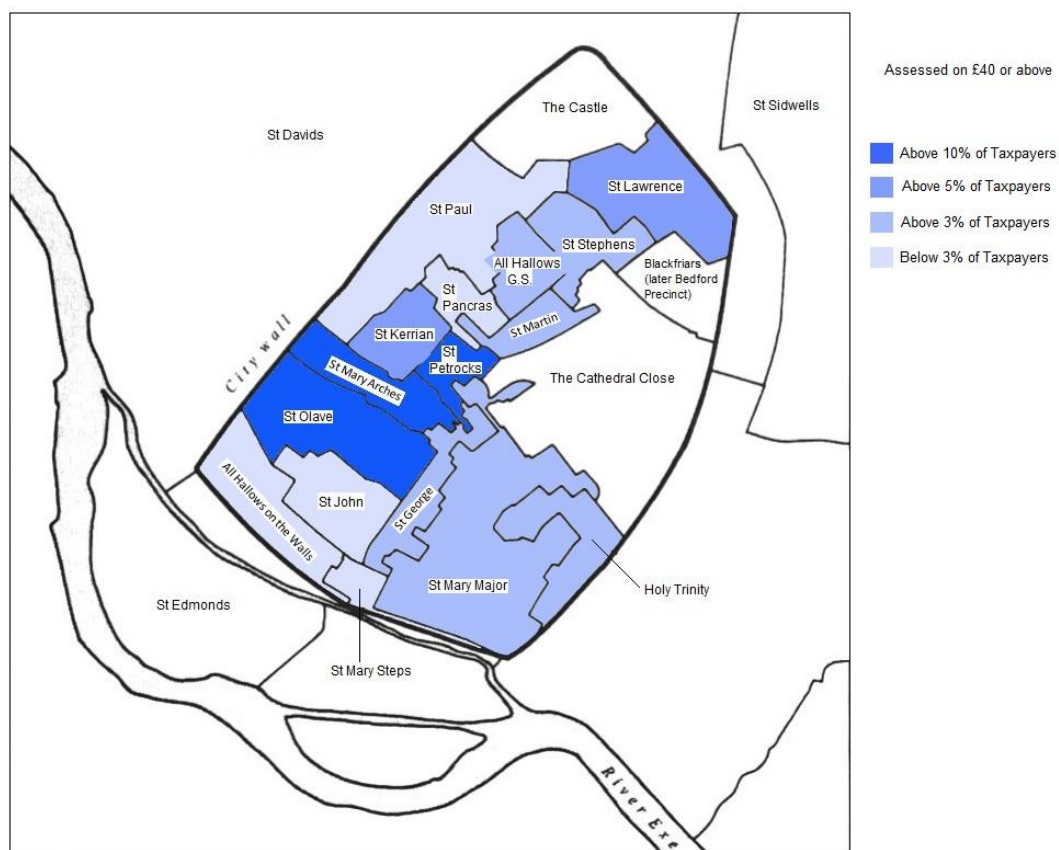 Assessed on £40 or above
Above 10% of Taxpayers
Above 5% of Taxpayers
Above 3% of Taxpayers
Below 3% of Taxpayers
The Castle
St Sidwells
St Davids
St Lawrence
St Paul
St Stephens
All Hallows
G.S.
Blackfriars
(later Bedford
Precinct)
St
Pancras
St Martin
St Kerrian
St
Petrocks
City wall
St Mary Arches
The Cathedral Close
St Olave
All Hallows on the Walls
St John
St George
St Mary Major
Holy Trinity
St Edmonds
St Mary Steps
River Exe